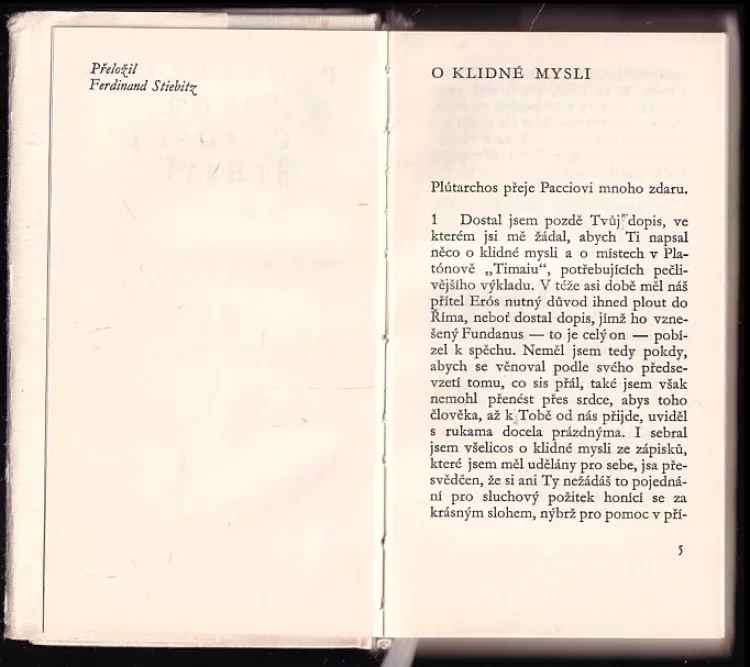 Přeložil
Ferdinand Stiebitz
O KLIDNÉ MYSLI
Plútarchos přeje Pacciovi mnoho zdaru.
1 Dostal jsem pozdě Tvůj dopis, ve
kterém jsi mě žádal, abych Ti napsal
něco o klidné mysli a o místech v Pla-
tónově „Timaiu“, potřebujících pečli-
vějšího výkladu. V téže asi době měl náš
přítel Erós nutný důvod ihned plout do
Říma, neboť dostal dopis, jímž ho vzne-
šený Fundanus — to je celý on — pobí-
zel k spěchu. Neměl jsem tedy pokdy,
abych se věnoval podle svého předse-
vzetí tomu, co sis přál, také jsem však
nemohl přenést přes srdce, abys toho
člověka, až k Tobě od nás přijde, uviděl
s rukama docela prázdnýma. I sebral
jsem všelicos o klidné mysli ze zápisků,
které jsem měl udělány pro sebe, jsa pře-
svědčen, že si ani Ty nežádáš to pojedná-
ní pro sluchový požitek honící se za
krásným slohem, nýbrž pro pomoc v pří-
5